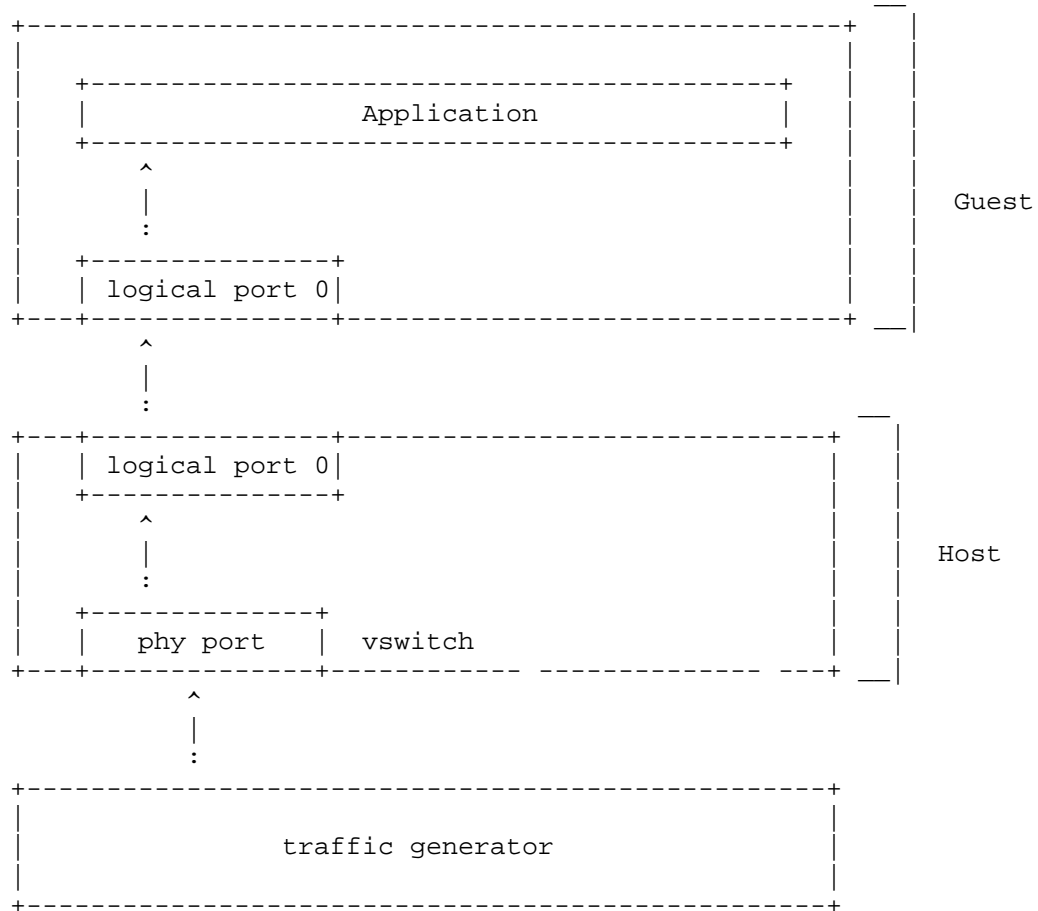 Application
Guest
logical port 0
logical port 0
Host
phy port vswitch
traffic generator